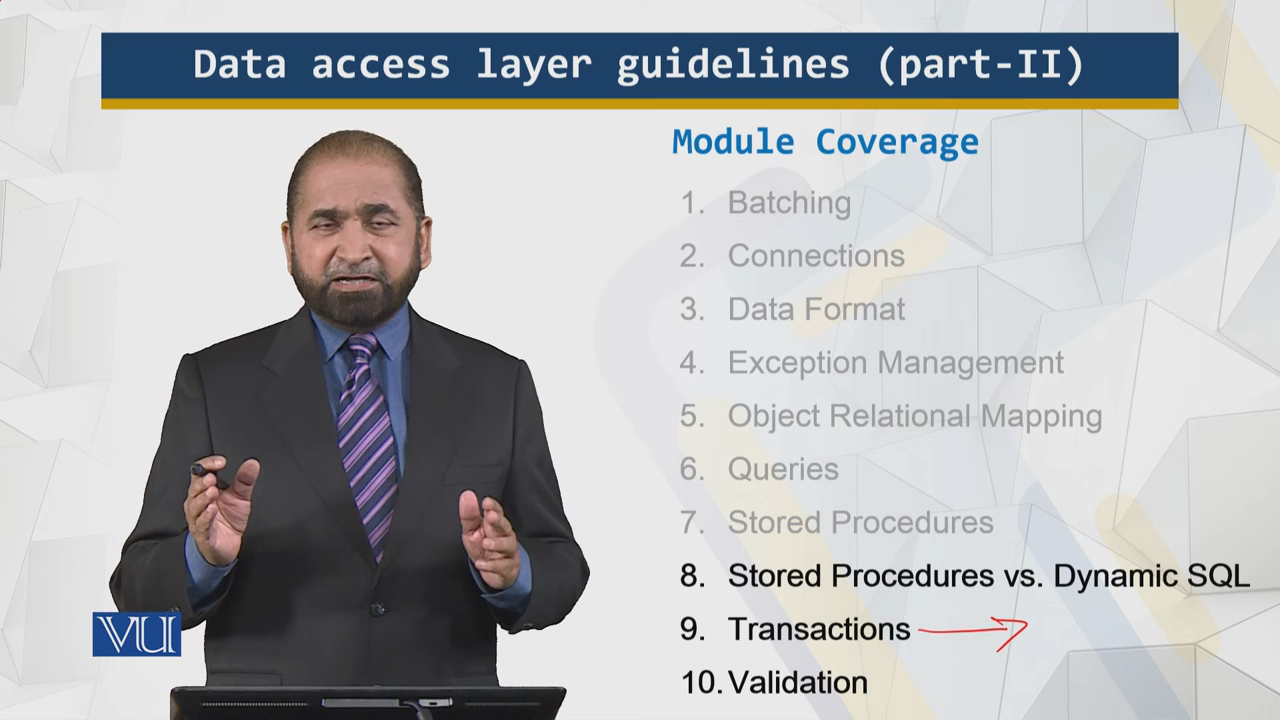 Data access layer guidelines (part-II)
Module Coverage
1. Batching
2. Connections
3. Data Format
4. Exception Management
5. Object Relational Mapping
6. Queries
7. Stored Procedures
8. Stored Procedures vs. Dynamic SQL
9. Transactions
10. Validation
VU